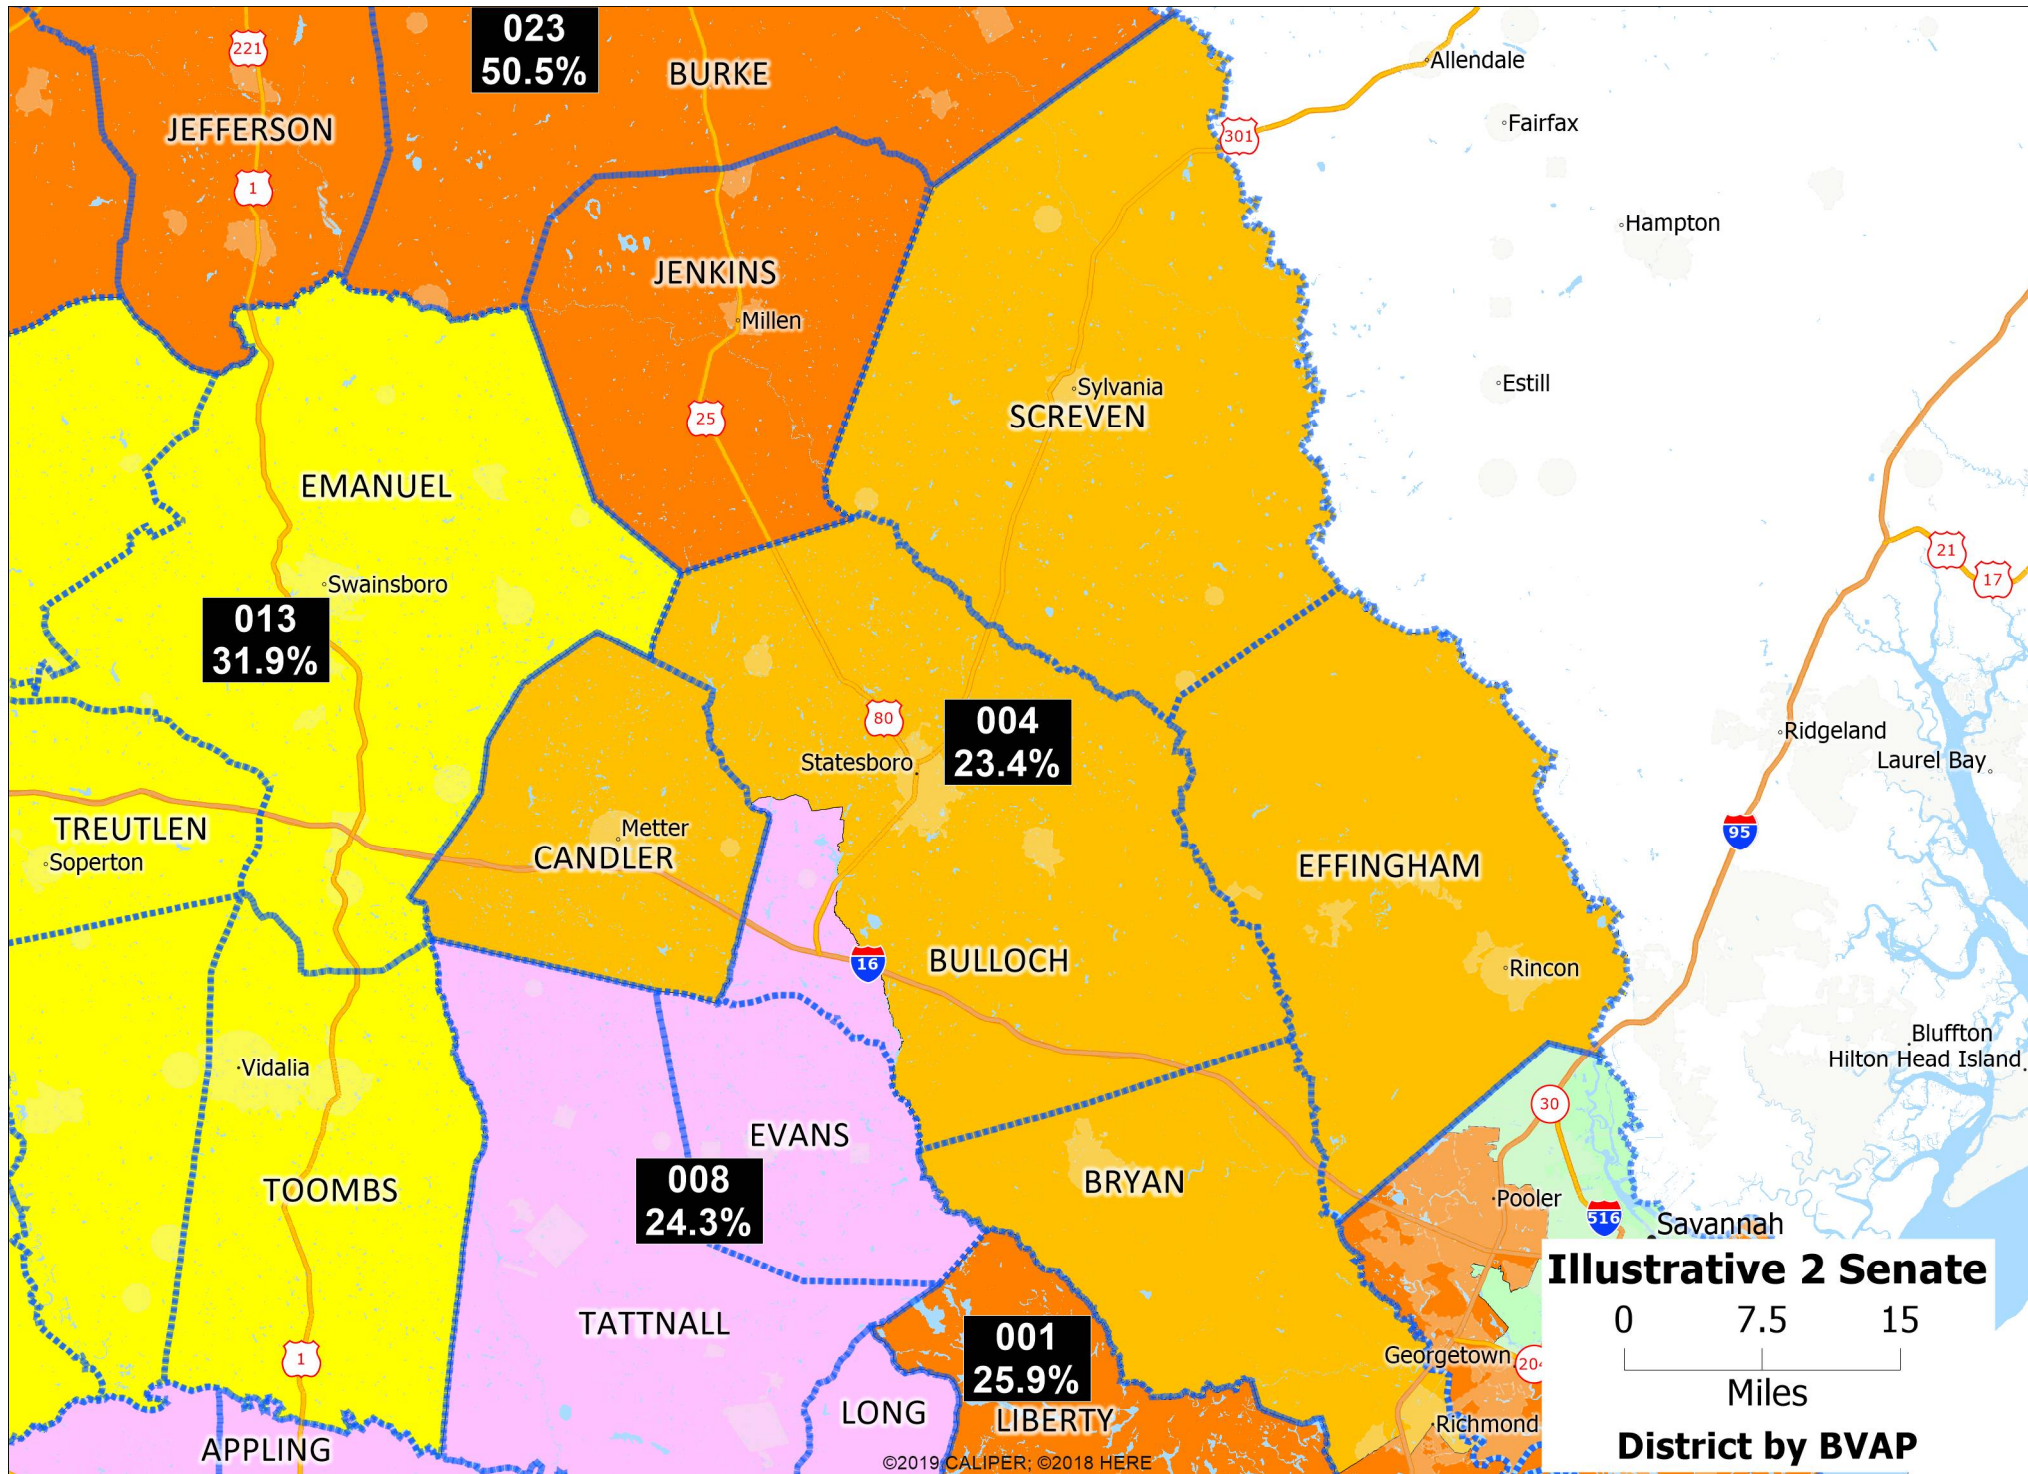 023
50.5%
221
BURKE
Allendale
Fairfax
JEFFERSON
301
1
Hampton
JENKINS
Millen
Estill
Sylvania
SCREVEN
25
EMANUEL
21
17
Swainsboro
013
31.9%
80
004
23.4%
Statesboro
Ridgeland
Laurel Bay
TREUTLEN
Soperton
Metter
CANDLER
95
EFFINGHAM
16
BULLOCH
Rincon
Bluffton
Hilton Head Island
Vidalia
30
EVANS
008
24.3%
TOOMBS
BRYAN
Pooler
516
Savannah
Illustrative 2 Senate
0 7.5 15
Miles
District by BVAP
TATTNALL
001
25.9%
Georgetown
204
1
LONG
LIBERTY
Richmond
APPLING
©2019 CALIPER; ©2018 HERE